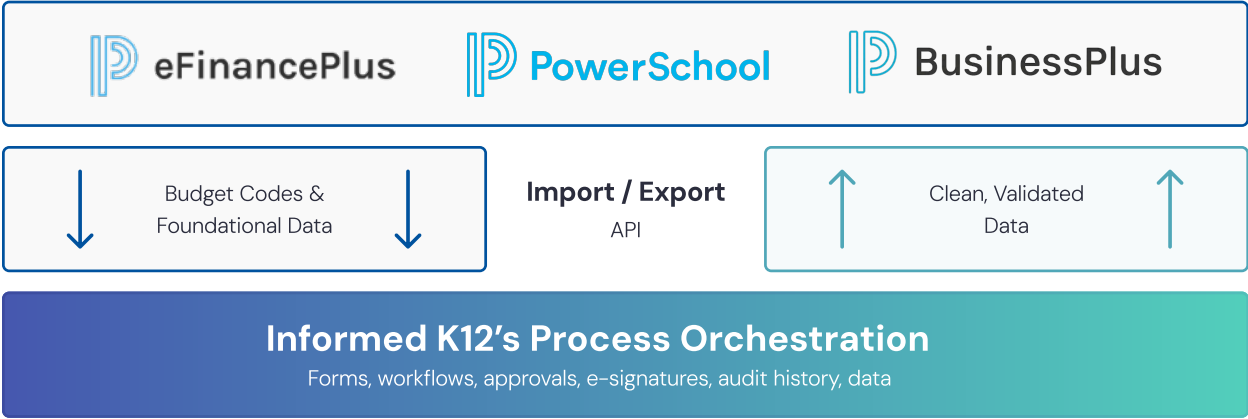 eFinancePlus
PowerSchool
BusinessPlus
Budget Codes &
Foundational Data
Import / Export
API
Clean, Validated
Data
Informed K12’s Process Orchestration
Forms, workflows, approvals, e-signatures, audit history, data